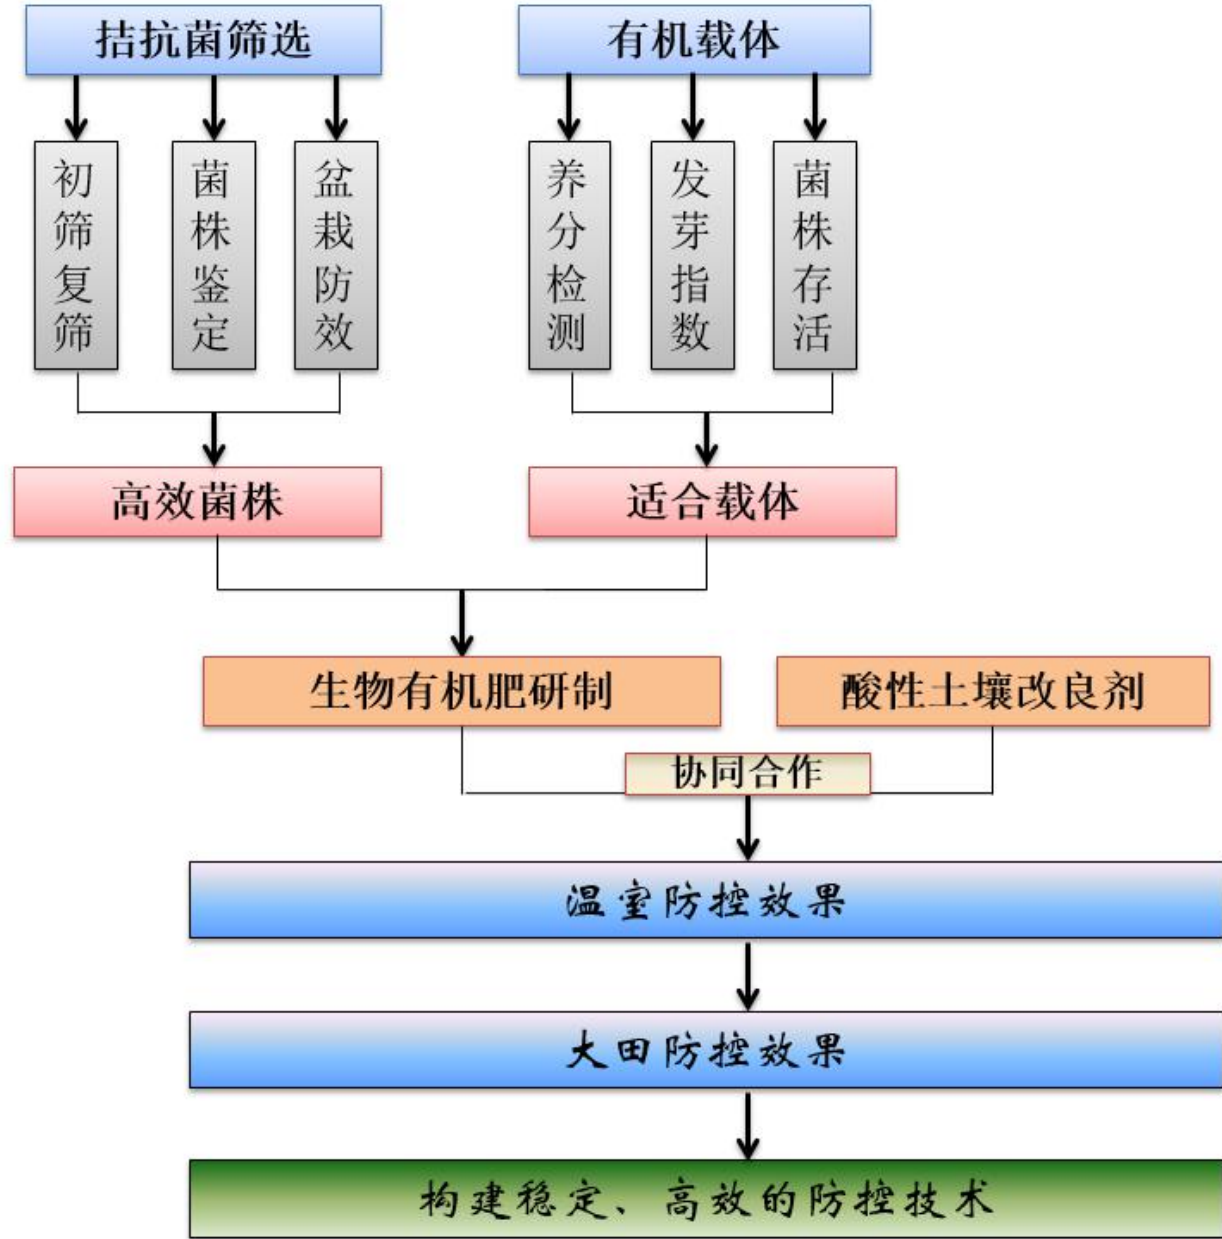 拮抗菌筛选
有机载体
初筛复筛
菌株鉴定
盆栽防效
养分检测
发芽指数
菌株存活
高效菌株
适合载体
生物有机肥研制
酸性土壤改良剂
协同合作
温室防控效果
大田防控效果
构建稳定、高效的防控技术